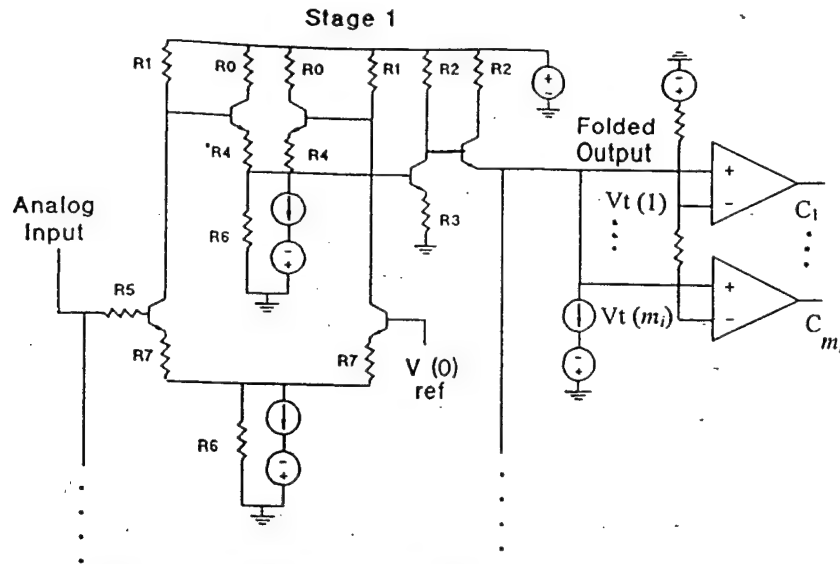 Stage 1
R1
R0
R0
R1
R2
R2
R4
R4
Folded
Output
Analog
Input
R6
R3
Vt (1)
C1
R5
R7
R7
V (0)
ref
Vt (mi)
Cm
R6